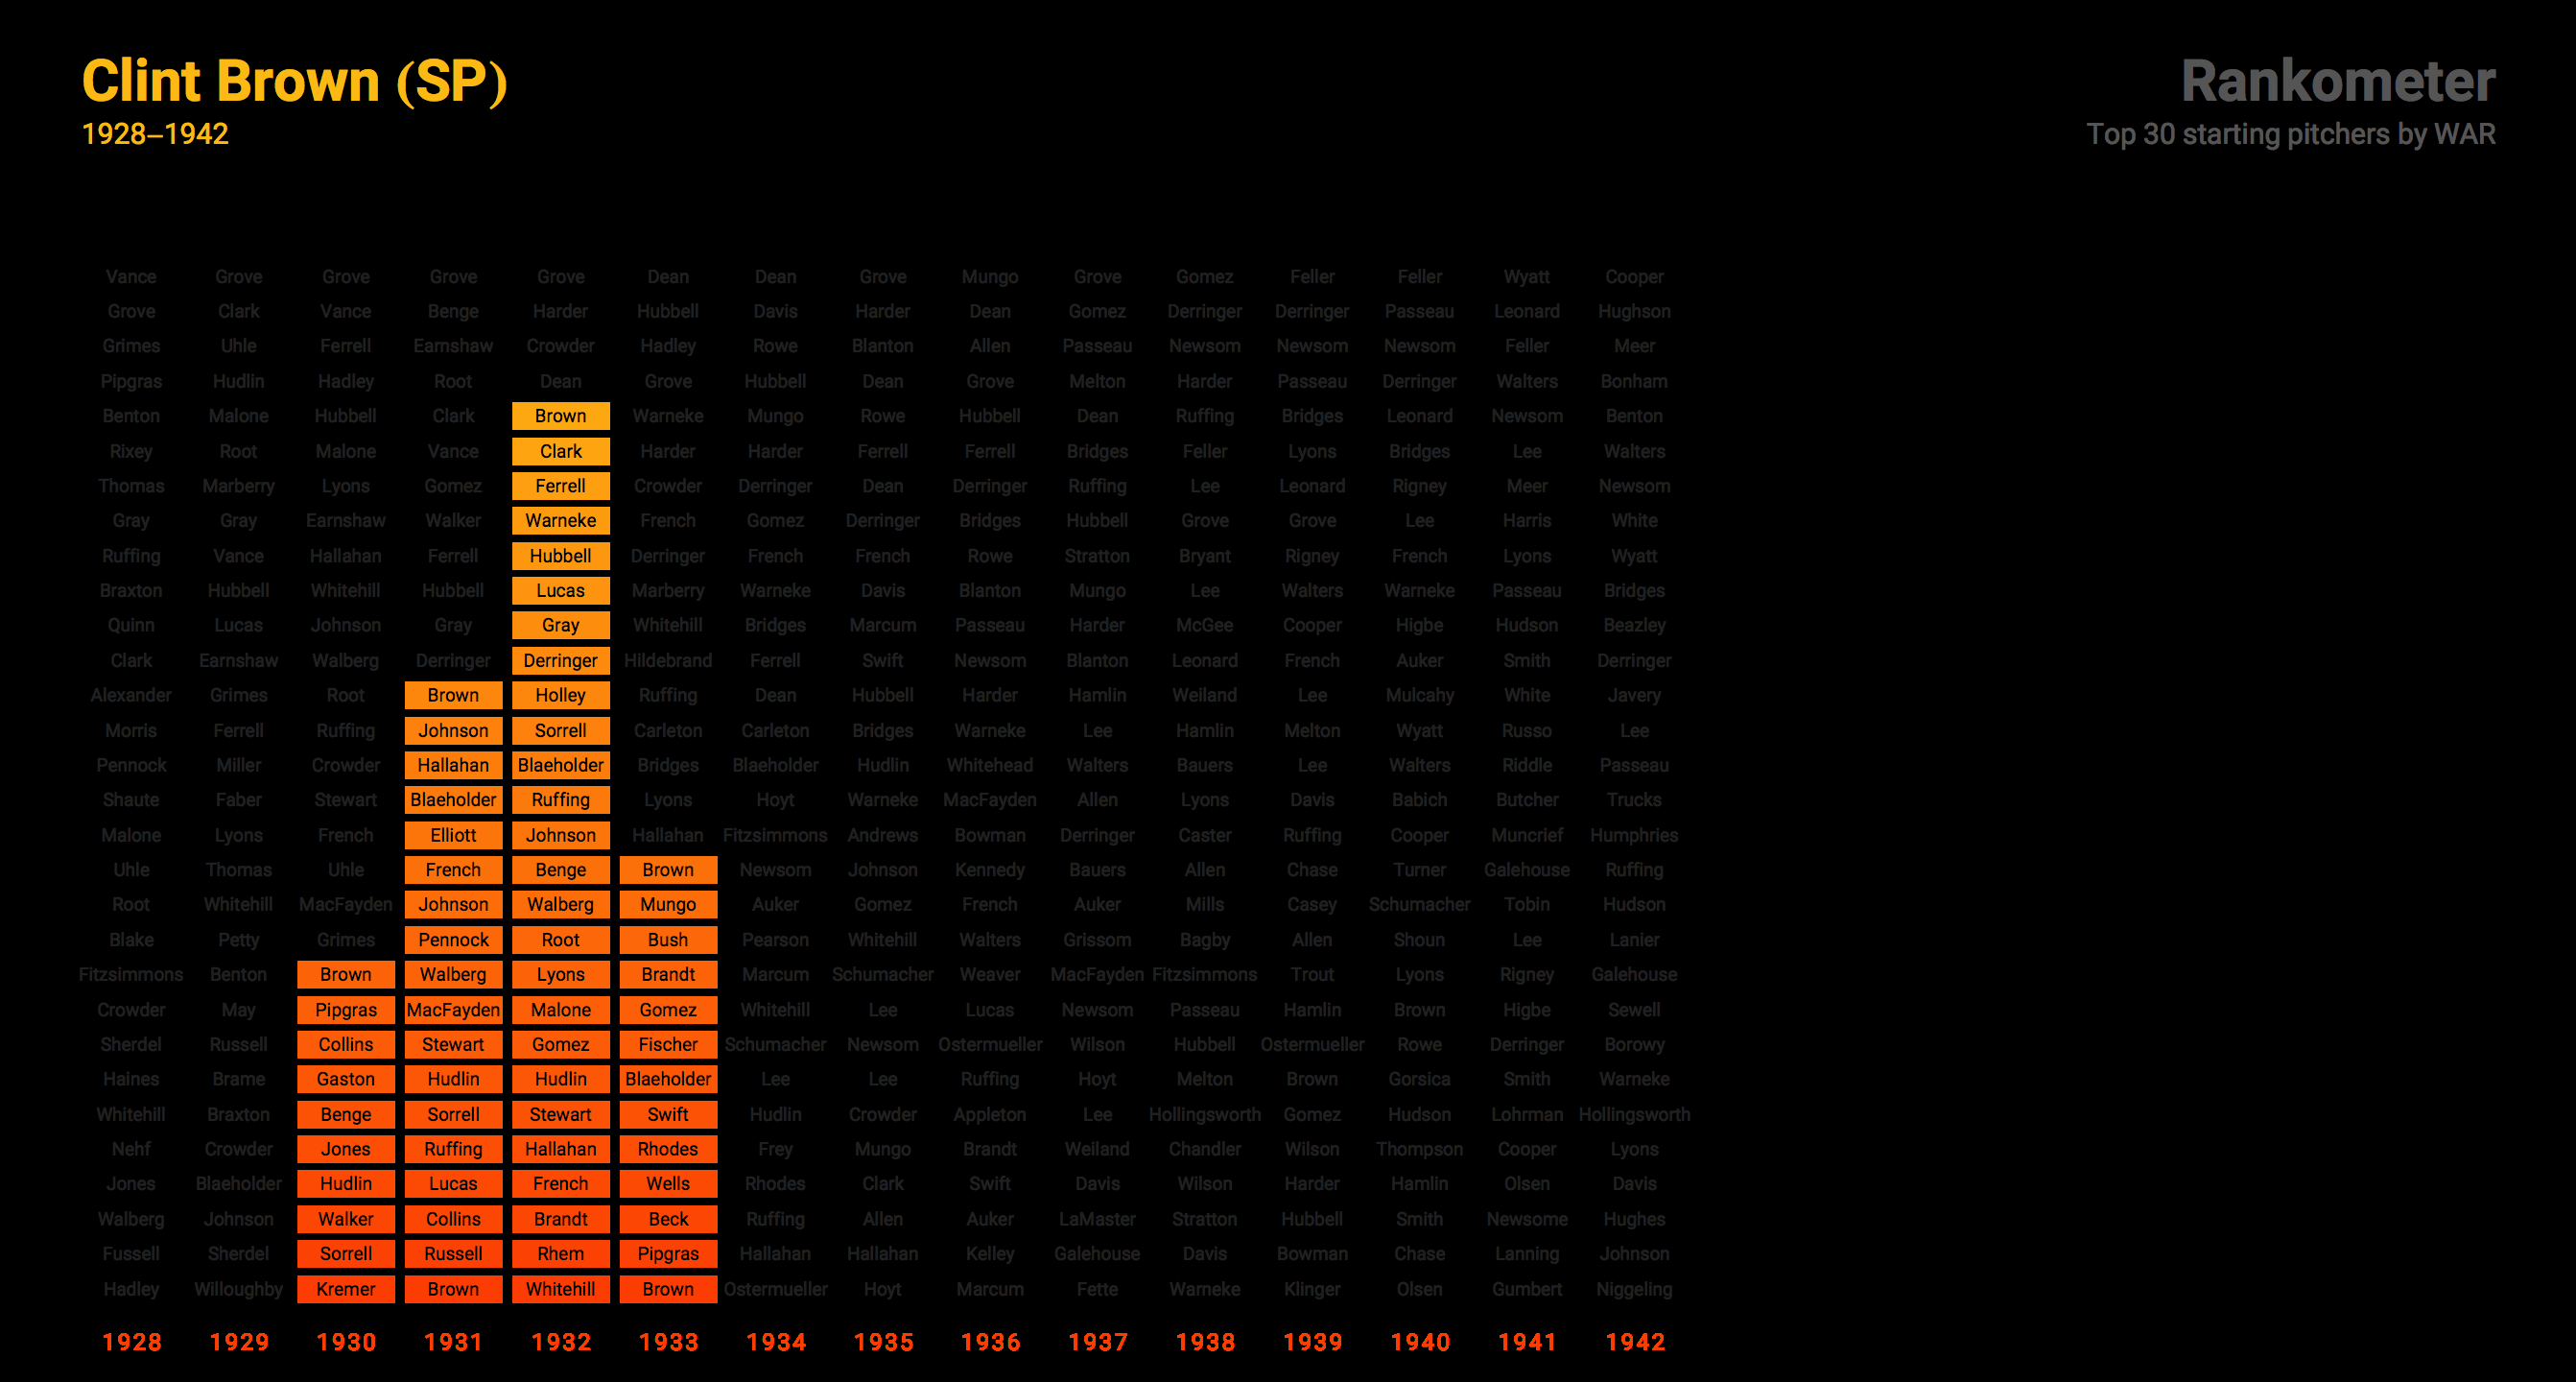 Clint Brown (SP)
1928–1942
Rankometer
Top 30 starting pitchers by WAR
Vance Grove Grove Grove Grove Dean Dean Grove Mungo Grove Gomez Feller Feller Wyatt Cooper
Grove Clark Vance Benge Harder Hubbell Davis Harder Dean Gomez Derringer Derringer Passeau Leonard Hughson
Grimes Uhle Ferrell Earnshaw Crowder Hadley Rowe Blanton Allen Passeau Newsom Newsom Newsom Feller Meer
Pipgras Hudlin Hadley Root Dean Grove Hubbell Dean Grove Melton Harder Passeau Derringer Walters Bonham
Benton Malone Hubbell Clark Brown Warneke Mungo Rowe Hubbell Dean Ruffing Bridges Leonard Newsom Benton
Rixey Root Malone Vance Clark Harder Harder Ferrell Ferrell Bridges Feller Lyons Bridges Lee Walters
Thomas Marberry Lyons Gomez Ferrell Crowder Derringer Dean Derringer Ruffing Lee Leonard Rigney Meer Newsom
Gray Gray Earnshaw Walker Warneke French Gomez Derringer Bridges Hubbell Grove Grove Lee Harris White
Ruffing Vance Hallahan Ferrell Hubbell Derringer French French Rowe Stratton Bryant Rigney French Lyons Wyatt
Braxton Hubbell Whitehill Hubbell Lucas Marberry Warneke Davis Blanton Mungo Lee Walters Warneke Passeau Bridges
Quinn Lucas Johnson Gray Gray Whitehill Bridges Marcum Passeau Harder McGee Cooper Higbe Hudson Beazley
Clark Earnshaw Walberg Derringer Derringer Hildebrand Ferrell Swift Newsom Blanton Leonard French Auker Smith Derringer
Alexander Grimes Root Brown Holley Ruffing Dean Hubbell Harder Hamlin Weiland Lee Mulcahy White Javery
Morris Ferrell Ruffing Johnson Sorrell Carleton Carleton Bridges Warneke Lee Hamlin Melton Wyatt Russo Lee
Pennock Miller Crowder Hallahan Blaeholder Bridges Blaeholder Hudlin Whitehead Walters Bauers Lee Walters Riddle Passeau
Shaute Faber Stewart Blaeholder Ruffing Lyons Hoyt Warneke MacFayden Allen Lyons Davis Babich Butcher Trucks
Malone Lyons French Elliott Johnson Hallahan Fitzsimmons Andrews Bowman Derringer Caster Ruffing Cooper Muncrief Humphries
Uhle Thomas Uhle French Benge Brown Newsom Johnson Kennedy Bauers Allen Chase Turner Galehouse Ruffing
Root Whitehill MacFayden Johnson Walberg Mungo Auker Gomez French Auker Mills Casey Schumacher Tobin Hudson
Blake Petty Grimes Pennock Root Bush Pearson Whitehill Walters Grissom Bagby Allen Shoun Lee Lanier
Fitzsimmons Benton Brown Walberg Lyons Brandt Marcum Schumacher Weaver MacFayden Fitzsimmons Trout Lyons Rigney Galehouse
Crowder May Pipgras MacFayden Malone Gomez Whitehill Lee Lucas Newsom Passeau Hamlin Brown Higbe Sewell
Sherdel Russell Collins Stewart Gomez Fischer Schumacher Newsom Ostermueller Wilson Hubbell Ostermueller Rowe Derringer Borowy
Haines Brame Gaston Hudlin Hudlin Blaeholder Lee Lee Ruffing Hoyt Melton Brown Gorsica Smith Warneke
Whitehill Braxton Benge Sorrell Stewart Swift Hudlin Crowder Appleton Lee Hollingsworth Gomez Hudson Lohrman Hollingsworth
Nehf Crowder Jones Ruffing Hallahan Rhodes Frey Mungo Brandt Weiland Chandler Wilson Thompson Cooper Lyons
Jones Blaeholder Hudlin Lucas French Wells Rhodes Clark Swift Davis Wilson Harder Hamlin Olsen Davis
Walberg Johnson Walker Collins Brandt Beck Ruffing Allen Auker LaMaster Stratton Hubbell Smith Newsome Hughes
Fussell Sherdel Sorrell Russell Rhem Pipgras Hallahan Hallahan Kelley Galehouse Davis Bowman Chase Lanning Johnson
Hadley Willoughby Kremer Brown Whitehill Brown Ostermueller Hoyt Marcum Fette Warneke Klinger Olsen Gumbert Niggeling
1928 1929 1930 1931 1932 1933 1934 1935 1936 1937 1938 1939 1940 1941 1942